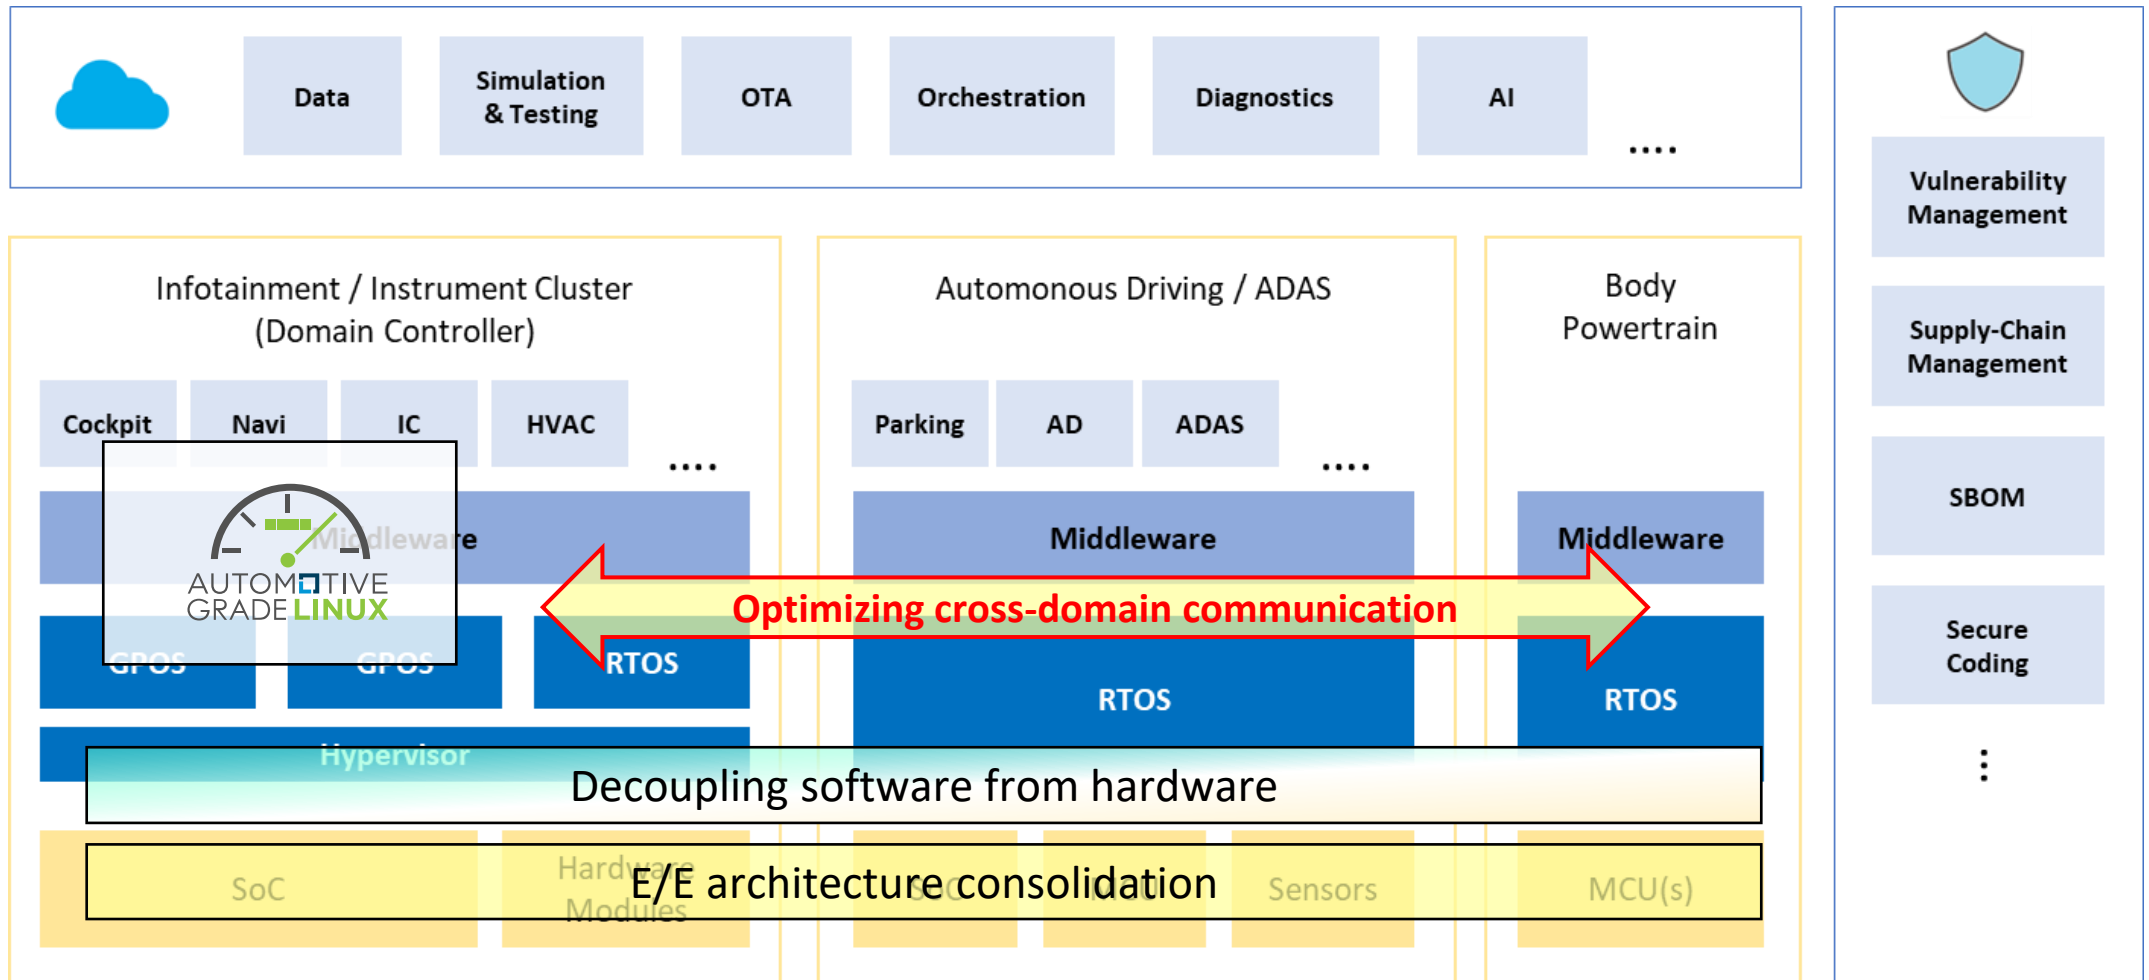 Data
Simulation
& Testing
OTA
Orchestration
Diagnostics
AI
....
Vulnerability
Management
Supply-Chain
Management
SBOM
Secure
Coding
⋮
Infotainment / Instrument Cluster
(Domain Controller)
Cockpit
Navi
IC
HVAC
....
Middleware
AUTOMOTIVE
GRADE LINUX
GPOS
GPOS
RTOS
Hypervisor
SoC
Hardware
Modules
Automonous Driving / ADAS
Parking
AD
ADAS
....
Middleware
RTOS
SoC
MCU
Sensors
Body
Powertrain
Middleware
RTOS
MCU(s)
Optimizing cross-domain communication
Decoupling software from hardware
E/E architecture consolidation